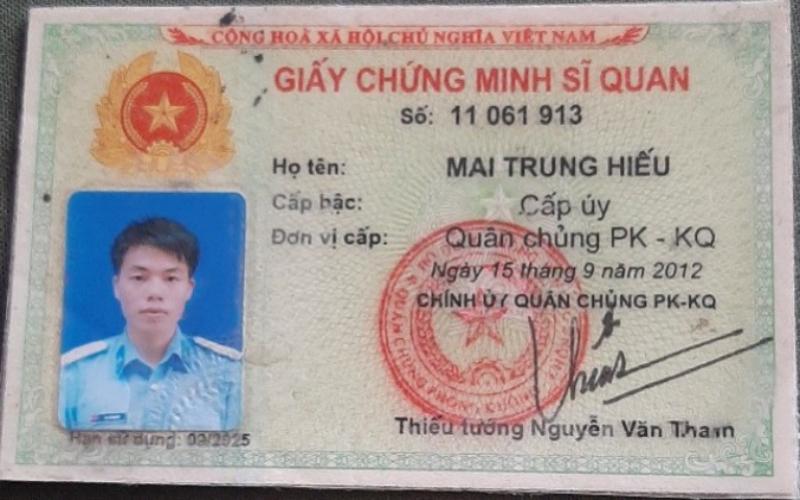 CỘNG HOÀ XÃ HỘI CHỦ NGHĨA VIỆT NAM
GIẤY CHỨNG MINH SĨ QUAN
Số: 11 061 913
Họ tên: MAI TRUNG HIẾU
Cấp bậc: Cấp úy
Đơn vị cấp: Quân chủng PK - KQ
Ngày 15 tháng 9 năm 2012
CHÍNH ỦY QUÂN CHỦNG PK-KQ
Thiếu tướng Nguyễn Văn Thanh
Hạn sử dụng: 09/2025